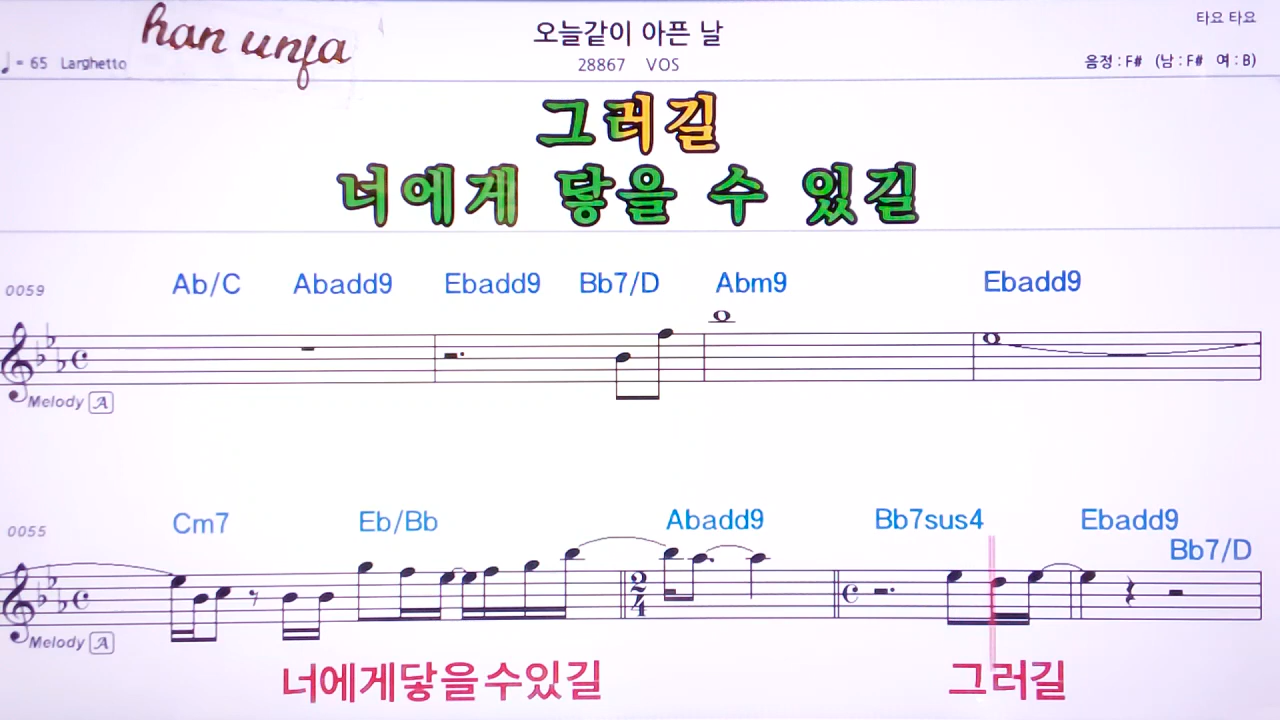 타요 타요
han unfa
오늘같이 아픈 날
♩= 65 Larghetto
28867 VOS
음정 : F# (남 : F# 여 : B)
그러길
너에게 닿을 수 있길
0059
Ab/C Abadd9 Ebadd9 Bb7/D Abm9 Ebadd9
Melody A
0055
Cm7 Eb/Bb Abadd9 Bb7sus4 Ebadd9
Bb7/D
2
4
Melody A
너에게닿을수있길 그러길